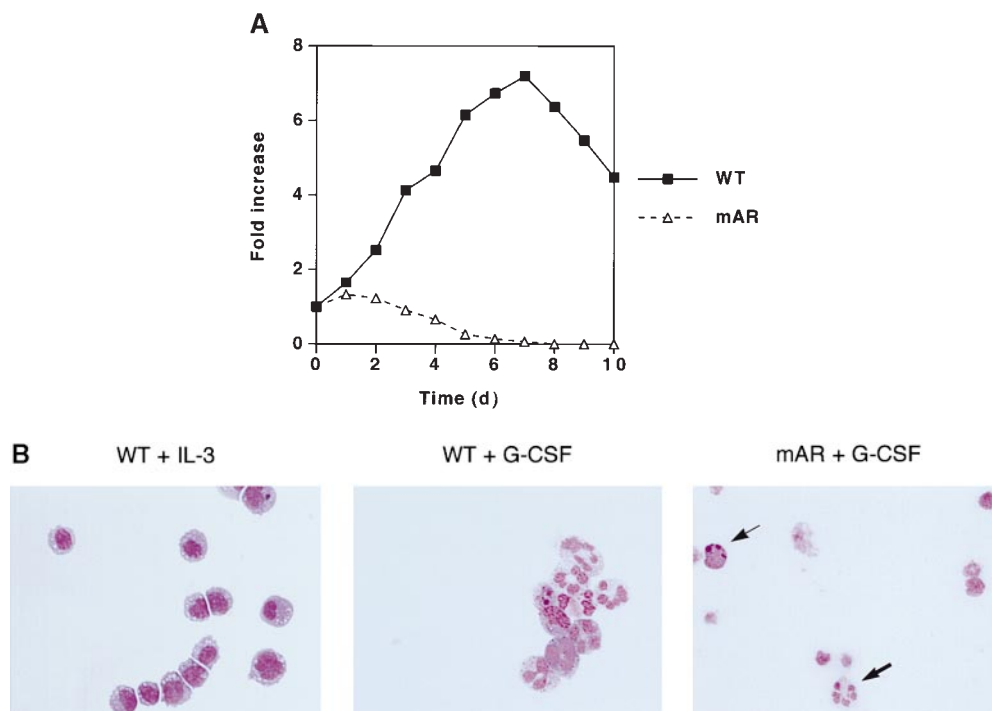 A
8
6
4
2
0
Fold increase
0 2 4 6 8 10
Time (d)
WT
mAR
B
WT + IL-3 WT + G-CSF mAR + G-CSF